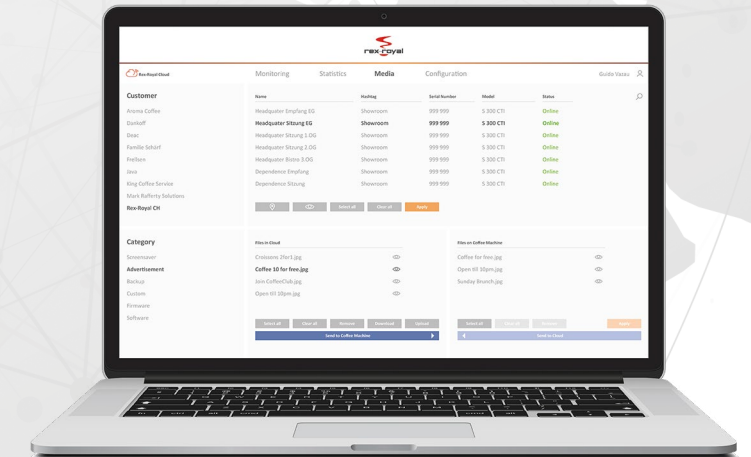 rex-royal
Rex-Royal Cloud Monitoring Statistics Media Configuration Guido Vazau
Customer Name Hashtag Serial Number Model Status
Aroma Coffee Headquater Empfang EG Showroom 999 999 S 300 CTI Online
Dankoff Headquater Sitzung EG Showroom 999 999 S 300 CTI Online
Deac Headquater Sitzung 1.OG Showroom 999 999 S 300 CTI Online
Familie Schärf Headquater Sitzung 2.OG Showroom 999 999 S 300 CTI Online
Frellsen Headquater Bistro 3.OG Showroom 999 999 S 300 CTI Online
Java Dependence Empfang Showroom 999 999 S 300 CTI Online
King Coffee Service Dependence Sitzung Showroom 999 999 S 300 CTI Online
Mark Rafferty Solutions
Rex-Royal CH Select all Clear all Apply
Category Files in Cloud Files on Coffee Machine
Screensaver Croissons 2for1.jpg Coffee for free.jpg
Advertisement Coffee 10 for free.jpg Open till 10pm.jpg
Backup Join CoffeeClub.jpg Sunday Brunch.jpg
Custom Open till 10pm.jpg
Firmware
Software Select all Clear all Remove Download Upload Select all Apply
Send to Coffee Machine Send to Cloud